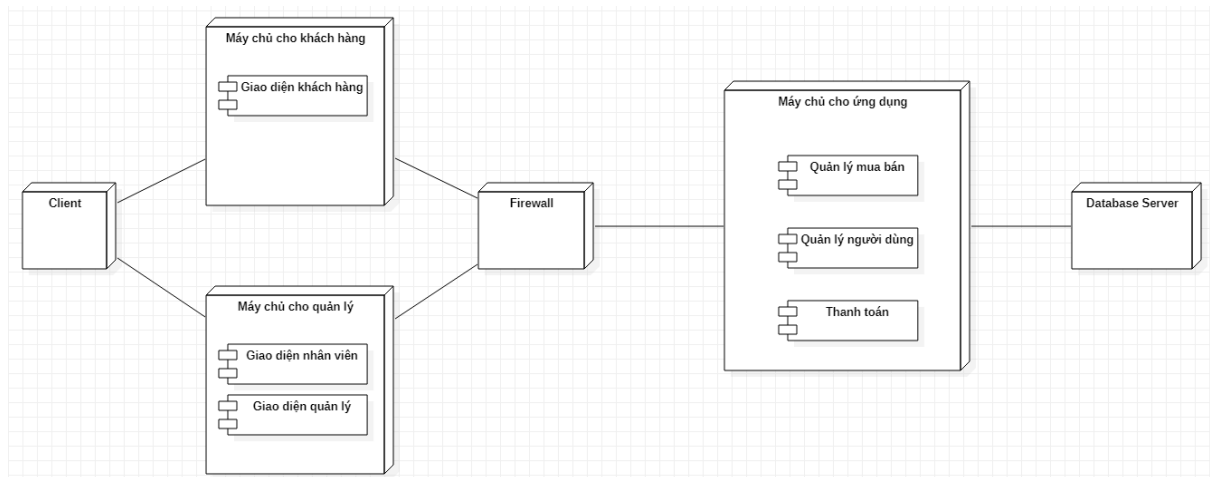 Máy chủ cho khách hàng
Giao diện khách hàng
Client
Máy chủ cho quản lý
Giao diện nhân viên
Giao diện quản lý
Firewall
Máy chủ cho ứng dụng
Quản lý mua bán
Quản lý người dùng
Thanh toán
Database Server